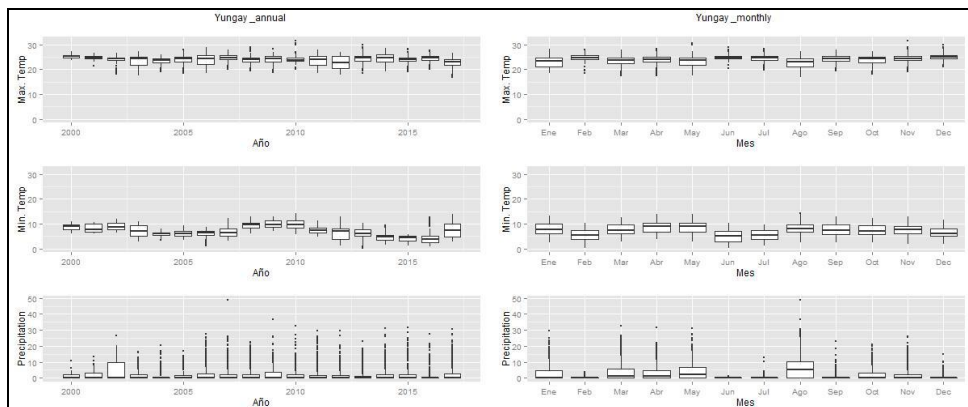 Yungay _annual
Max. Temp
30
20
10
0
2000 2005 2010 2015
Año
Min. Temp
30
20
10
0
2000 2005 2010 2015
Año
Precipitation
50
40
30
20
10
0
2000 2005 2010 2015
Año
Yungay _monthly
Max. Temp
30
20
10
0
Ene Feb Mar Abr May Jun Jul Ago Sep Oct Nov Dec
Mes
Min. Temp
30
20
10
0
Ene Feb Mar Abr May Jun Jul Ago Sep Oct Nov Dec
Mes
Precipitation
50
40
30
20
10
0
Ene Feb Mar Abr May Jun Jul Ago Sep Oct Nov Dec
Mes